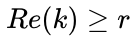 Re(k) ≥ r